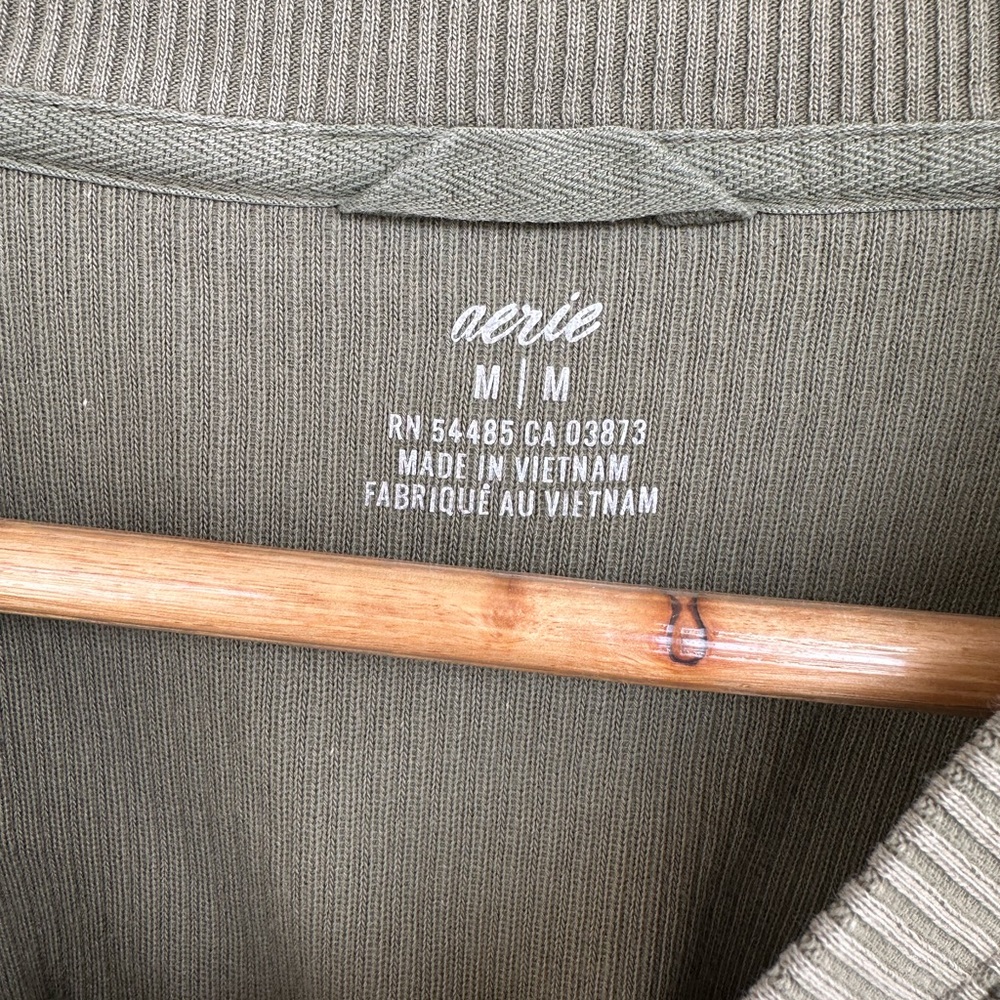 aerie
M | M
RN 54485 CA 03873
MADE IN VIETNAM
FABRIQUÉ AU VIETNAM